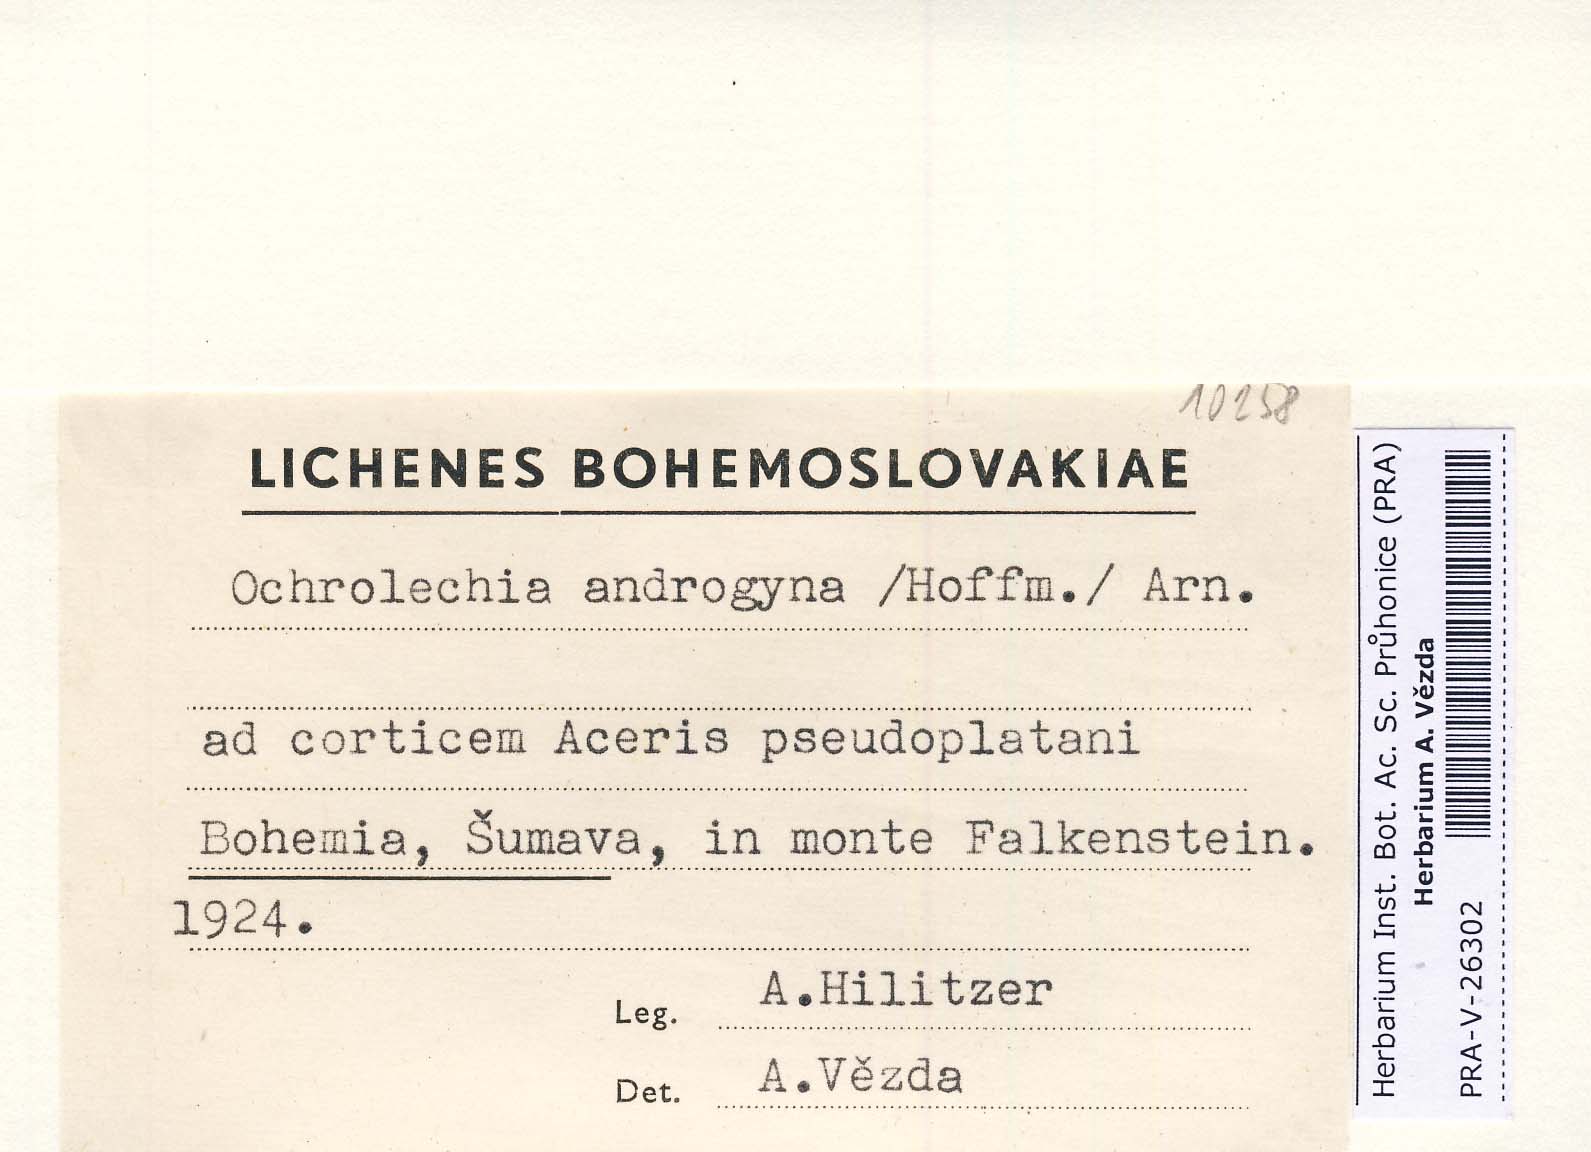 10258
LICHENES BOHEMOSLOVAKIAE
Ochrolechia androgyna /Hoffm./ Arn.
ad corticem Aceris pseudoplatani
Bohemia, Šumava, in monte Falkenstein.
1924.
Leg. A.Hilitzer
Det. A.Vězda
Herbarium Inst. Bot. Ac. Sc. Průhonice (PRA)
Herbarium A. Vězda
PRA-V-26302